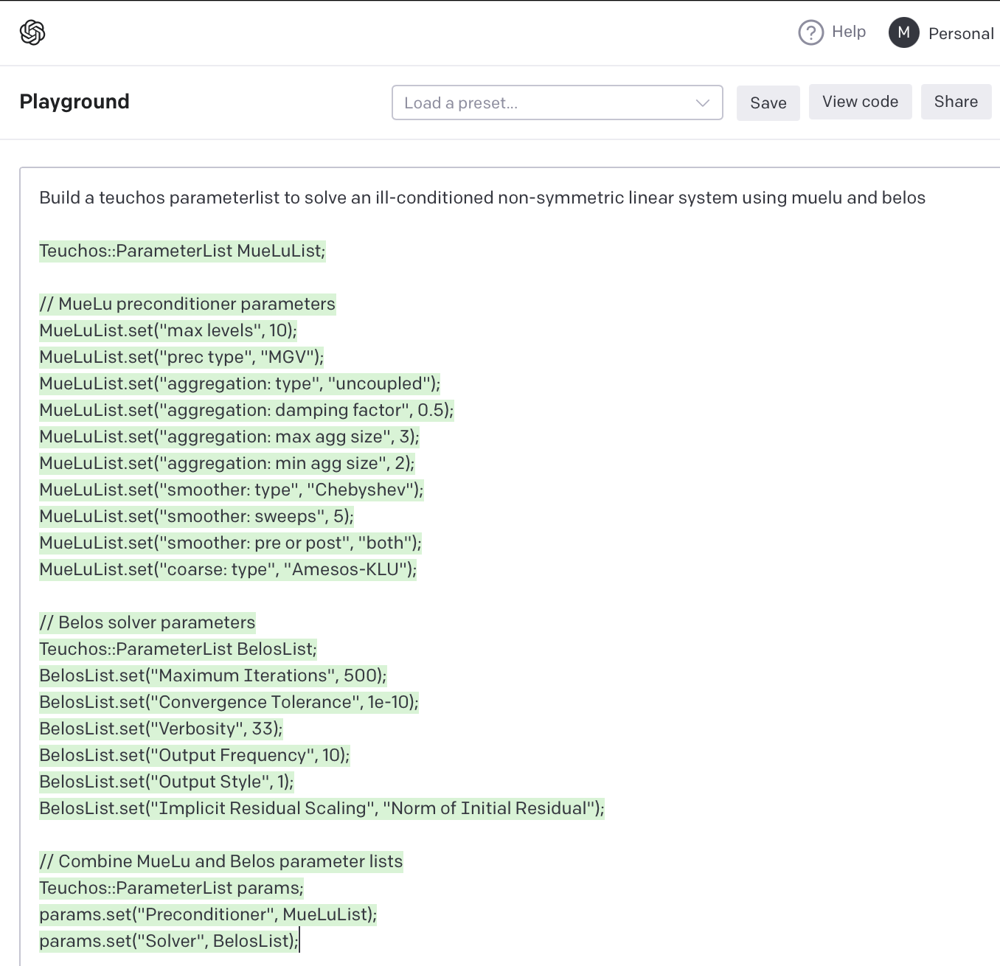 Help
M
Personal
Playground
Load a preset...
Save
View code
Share
Build a teuchos parameterlist to solve an ill-conditioned non-symmetric linear system using muelu and belos
Teuchos::ParameterList MueLuList;
// MueLu preconditioner parameters
MueLuList.set("max levels", 10);
MueLuList.set("prec type", "MGV");
MueLuList.set("aggregation: type", "uncoupled");
MueLuList.set("aggregation: damping factor", 0.5);
MueLuList.set("aggregation: max agg size", 3);
MueLuList.set("aggregation: min agg size", 2);
MueLuList.set("smoother: type", "Chebyshev");
MueLuList.set("smoother: sweeps", 5);
MueLuList.set("smoother: pre or post", "both");
MueLuList.set("coarse: type", "Amesos-KLU");
// Belos solver parameters
Teuchos::ParameterList BelosList;
BelosList.set("Maximum Iterations", 500);
BelosList.set("Convergence Tolerance", 1e-10);
BelosList.set("Verbosity", 33);
BelosList.set("Output Frequency", 10);
BelosList.set("Output Style", 1);
BelosList.set("Implicit Residual Scaling", "Norm of Initial Residual");
// Combine MueLu and Belos parameter lists
Teuchos::ParameterList params;
params.set("Preconditioner", MueLuList);
params.set("Solver", BelosList);